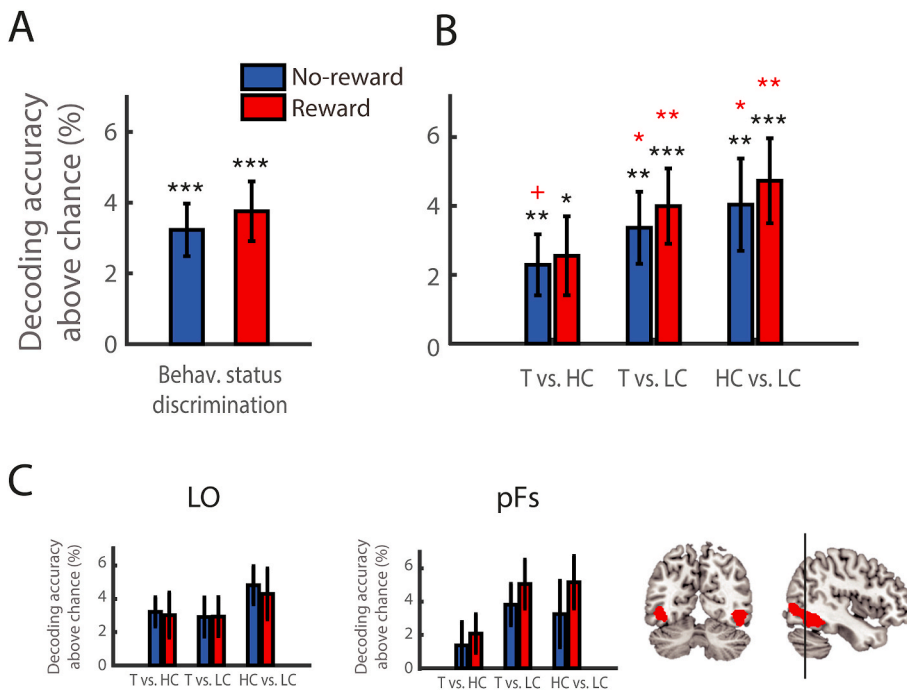 A
B
No-reward
Reward
Decoding accuracy
above chance (%)
6
4
2
0
***
***
Behav. status
discrimination
6
4
2
0
+
**
*
*
**
**
***
*
**
**
***
T vs. HC
T vs. LC
HC vs. LC
C
LO
pFs
Decoding accuracy
above chance (%)
6
4
2
0
T vs. HC
T vs. LC
HC vs. LC
Decoding accuracy
above chance (%)
6
4
2
0
T vs. HC
T vs. LC
HC vs. LC